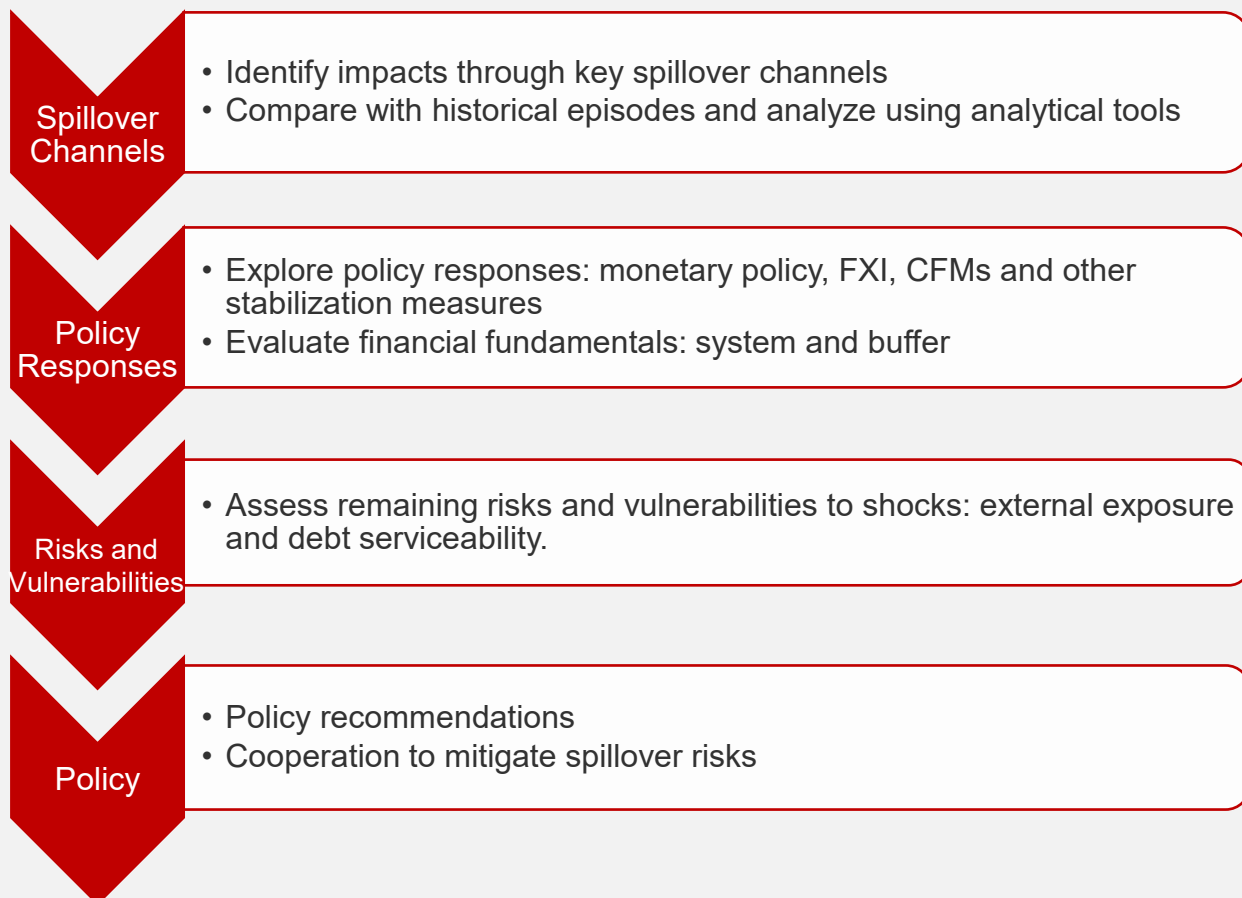 Spillover
Channels
• Identify impacts through key spillover channels
• Compare with historical episodes and analyze using analytical tools
Policy
Responses
• Explore policy responses: monetary policy, FXI, CFMs and other
stabilization measures
• Evaluate financial fundamentals: system and buffer
Risks and
Vulnerabilities
• Assess remaining risks and vulnerabilities to shocks: external exposure
and debt serviceability.
Policy
• Policy recommendations
• Cooperation to mitigate spillover risks